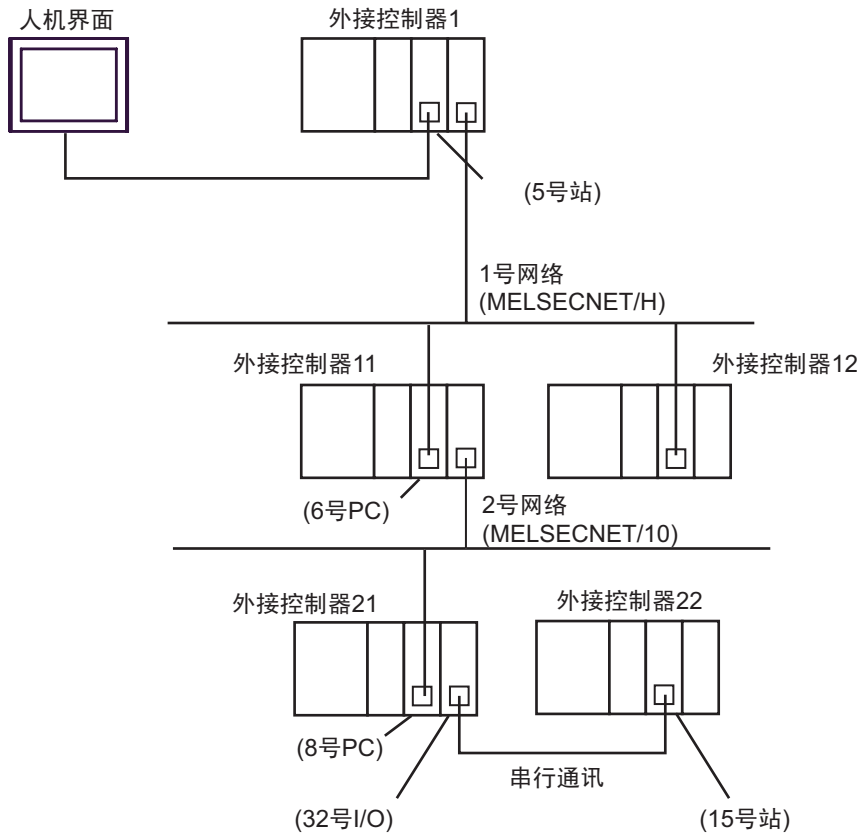 人机界面
外接控制器1
(5号站)
1号网络
(MELSECNET/H)
外接控制器11
外接控制器12
(6号PC)
2号网络
(MELSECNET/10)
外接控制器21
外接控制器22
(8号PC)
串行通讯
(32号I/O)
(15号站)